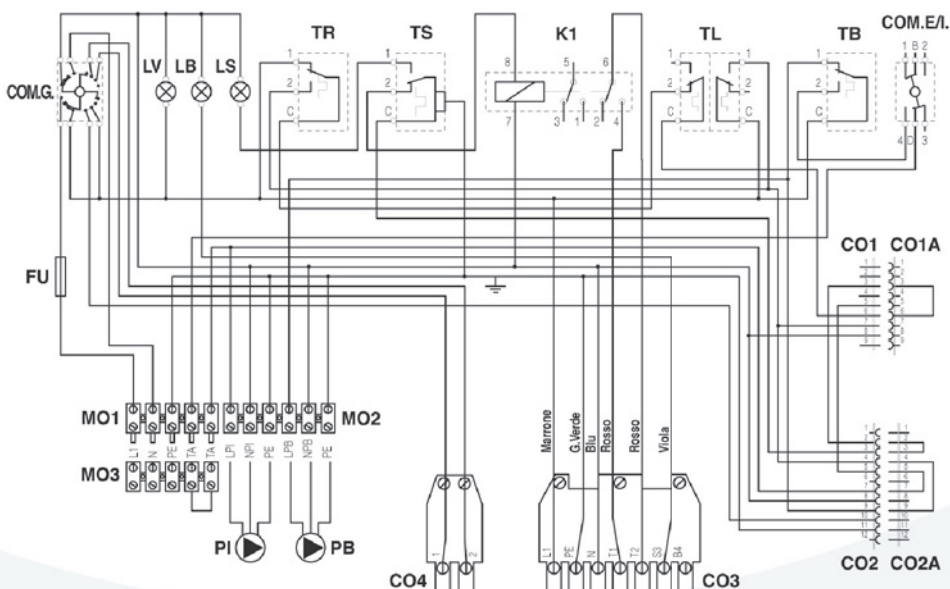 TR TS K1 TL TB COM.E/I.
LV LB LS
COM.G.
1 1 8 5 6 1 1 1 1 B 2
2 2 2 2 2
C C 7 3 1 2 4 C C C 4 D 3
FU
CO1 CO1A
MO1 MO2
L1 N PE TA TA LPI NPI PE LPB NPB PE
MO3
PI PB
Marrone G.Verde Blu Rosso Rosso Viola
1 2
CO4
L1 PE N T1 T2 S3 B4
CO3
CO2 CO2A